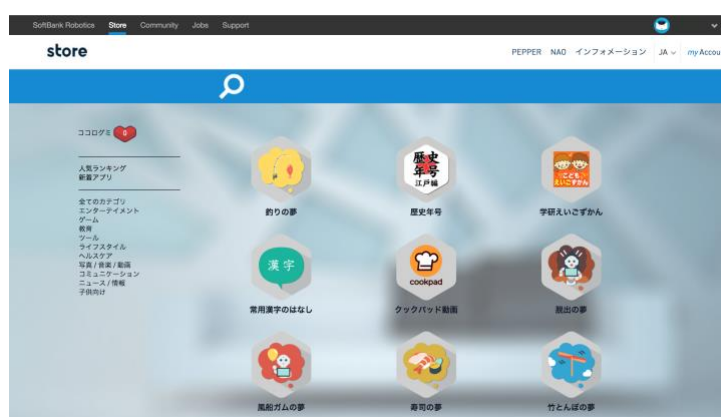 SoftBank Robotics Store Community Jobs Support
store
PEPPER NAO インフォメーション JA my Accou
ココログミ 0
人気ランキング
新着アプリ
全てのカテゴリ
エンターテイメント
ゲーム
教育
ツール
ライフスタイル
ヘルスケア
写真 / 音楽 / 動画
コミュニケーション
ニュース / 情報
子供向け
釣りの夢
歴史
年号
江戸編
歴史年号
こども
えいごずかん
学研えいごずかん
漢字
常用漢字のはなし
cookpad
クックパッド動画
脱出の夢
風船ガムの夢
寿司の夢
竹とんぼの夢